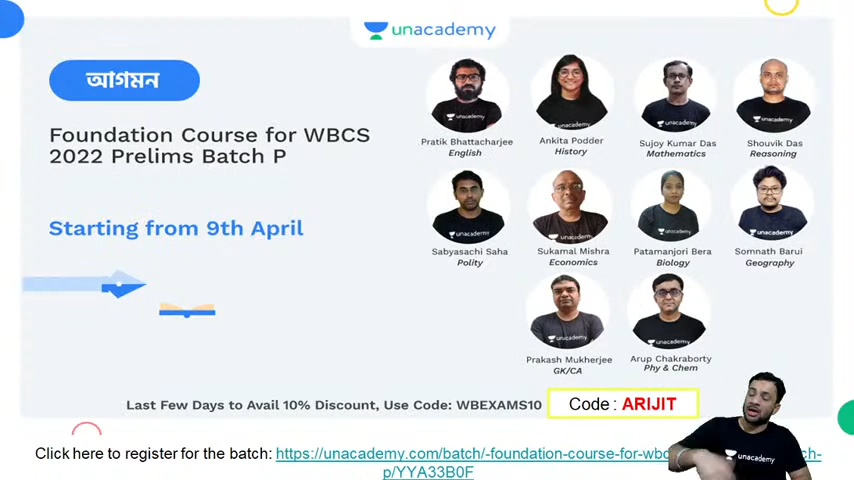 unacademy
আগমন
Foundation Course for WBCS
2022 Prelims Batch P
Starting from 9th April
Pratik Bhattacharjee
English
Ankita Podder
History
Sujoy Kumar Das
Mathematics
Shouvik Das
Reasoning
Sabyasachi Saha
Polity
Sukamal Mishra
Economics
Patamanjori Bera
Biology
Somnath Barui
Geography
Prakash Mukherjee
GK/CA
Arup Chakraborty
Phy & Chem
Last Few Days to Avail 10% Discount, Use Code: WBEXAMS10
Code : ARIJIT
Click here to register for the batch: https://unacademy.com/batch/-foundation-course-for-wbc
ch-
p/YYA33B0F
unacademy